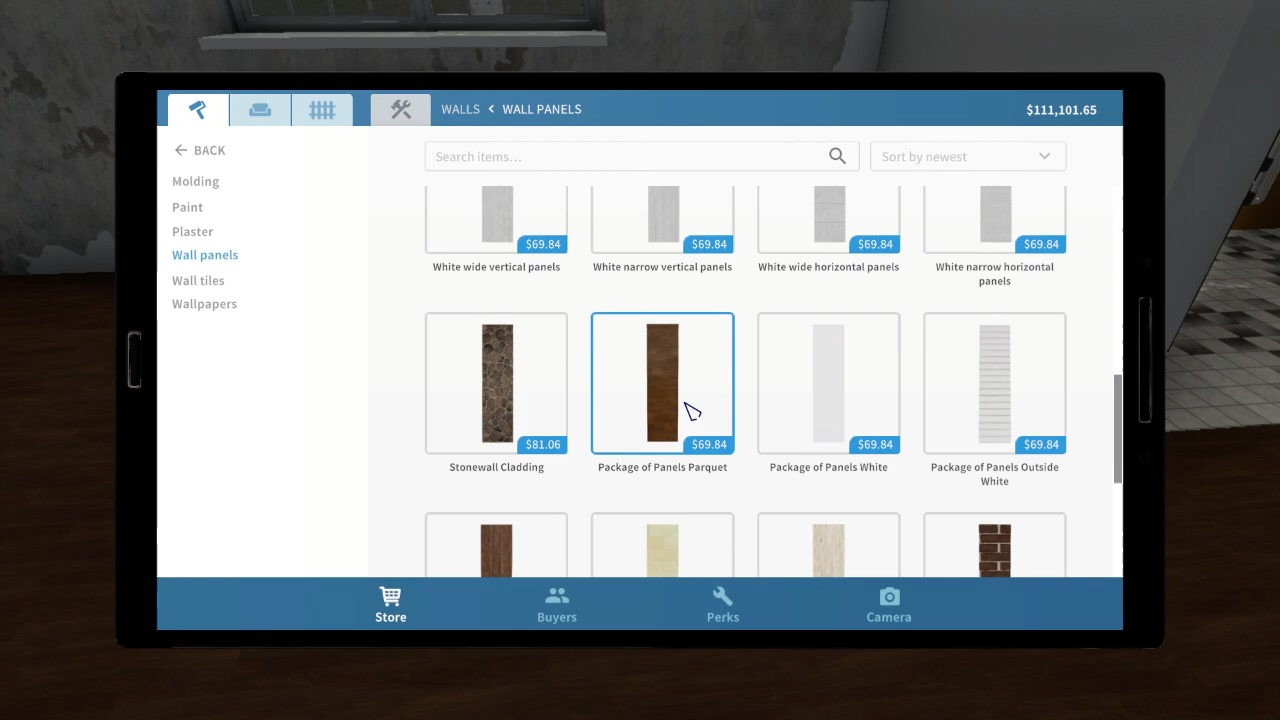 WALLS < WALL PANELS
$111,101.65
BACK
Molding
Paint
Plaster
Wall panels
Wall tiles
Wallpapers
Search items...
Sort by newest
$69.84
$69.84
$69.84
$69.84
White wide vertical panels
White narrow vertical panels
White wide horizontal panels
White narrow horizontal
panels
$81.06
$69.84
$69.84
$69.84
Stonewall Cladding
Package of Panels Parquet
Package of Panels White
Package of Panels Outside
White
Store
Buyers
Perks
Camera